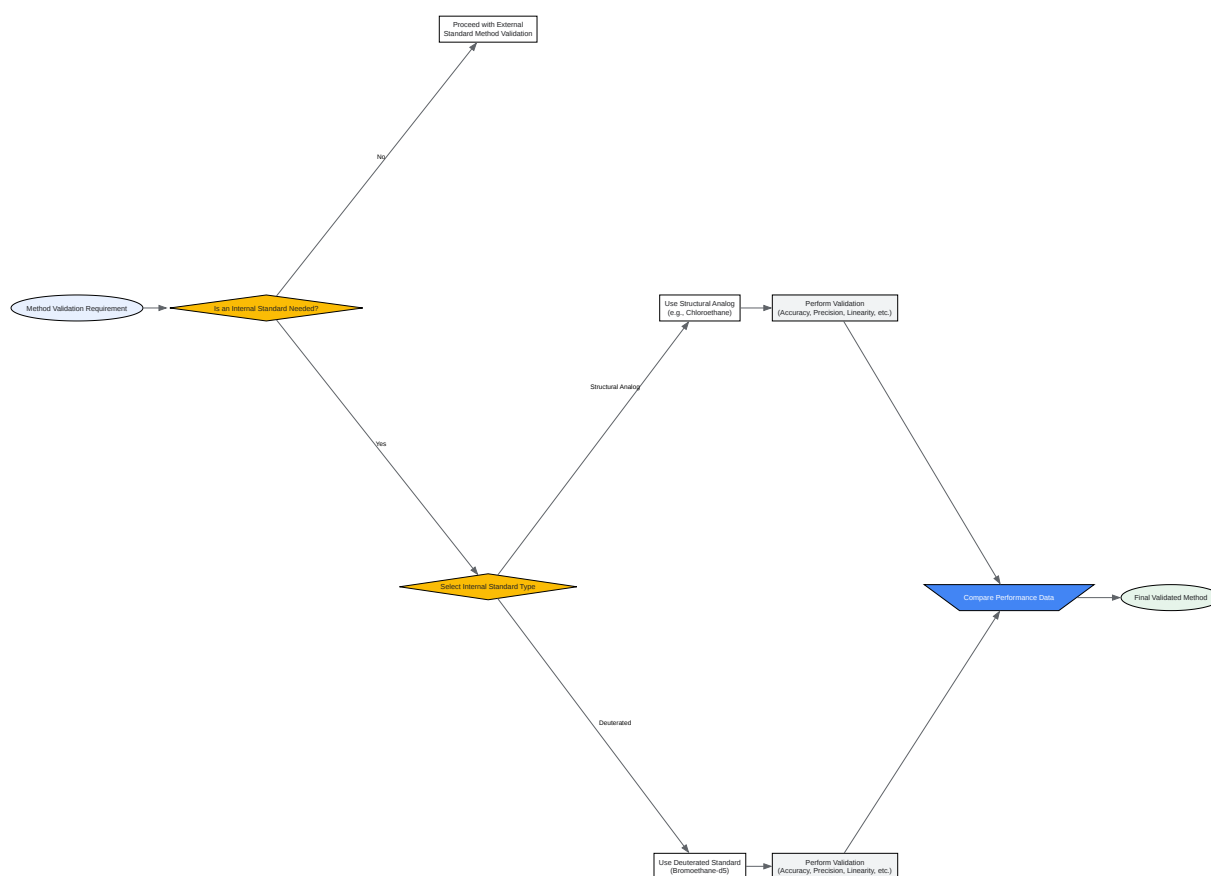 Proceed with External
Standard Method Validation
No
Method Validation Requirement
Is an Internal Standard Needed?
Use Structural Analog
(e.g., Chloroethane)
Perform Validation
(Accuracy, Precision, Linearity, etc.)
Structural Analog
Yes
Select Internal Standard Type
Compare Performance Data
Final Validated Method
Deuterated
Use Deuterated Standard
(Bromoethane-d5)
Perform Validation
(Accuracy, Precision, Linearity, etc.)